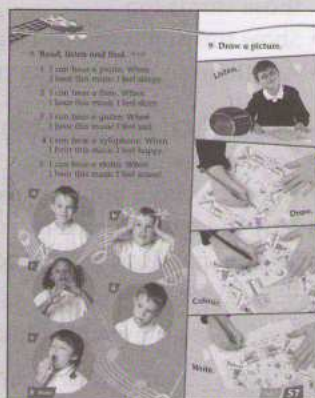 8 Read, listen and find.
1 I can hear a piano. When
I hear this music I feel sleepy.
2 I can hear a flute. When
I hear this music I feel
3 I can hear a guitar. When
I hear this music I feel sad.
4 I can hear a xylophone. When
I hear this music I feel happy.
5 I can hear a violin. When
I hear this music I feel
9 Draw a picture.
Listen.
Draw.
Colour.
Write.
57